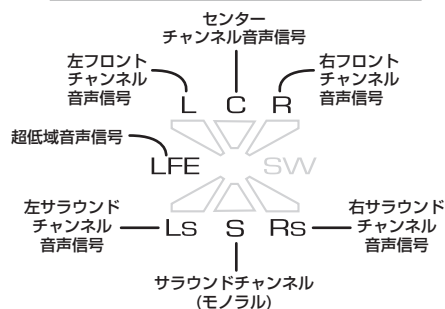 センター
チャンネル音声信号
左フロント
チャンネル
音声信号
右フロント
チャンネル
音声信号
L C R
超低域音声信号
LFE SW
左サラウンド
チャンネル
音声信号
LS S RS
右サラウンド
チャンネル
音声信号
サラウンドチャンネル
(モノラル)